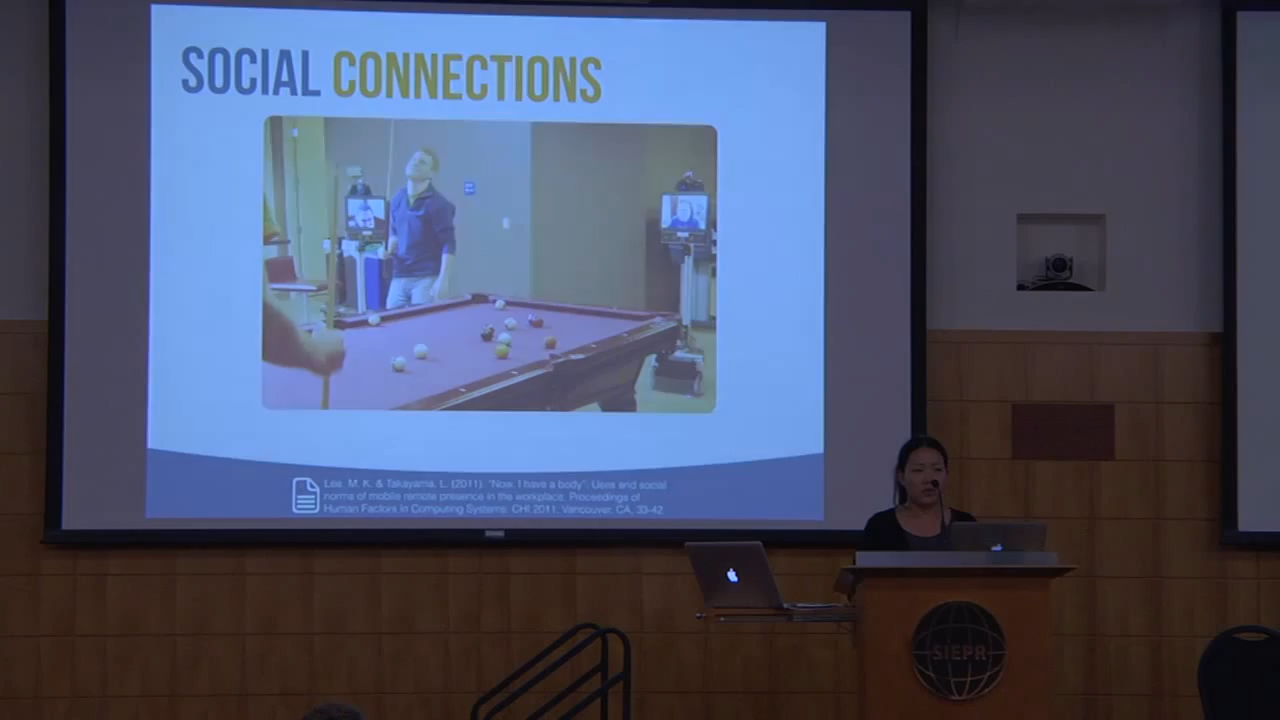 SOCIAL CONNECTIONS
Lee, M. K. & Takayama, L. (2011). "Now, I have a body": Uses and social
norms of mobile remote presence in the workplace. Proceedings of
Human Factors in Computing Systems: CHI 2011, Vancouver, CA, 33-42
SIEPR